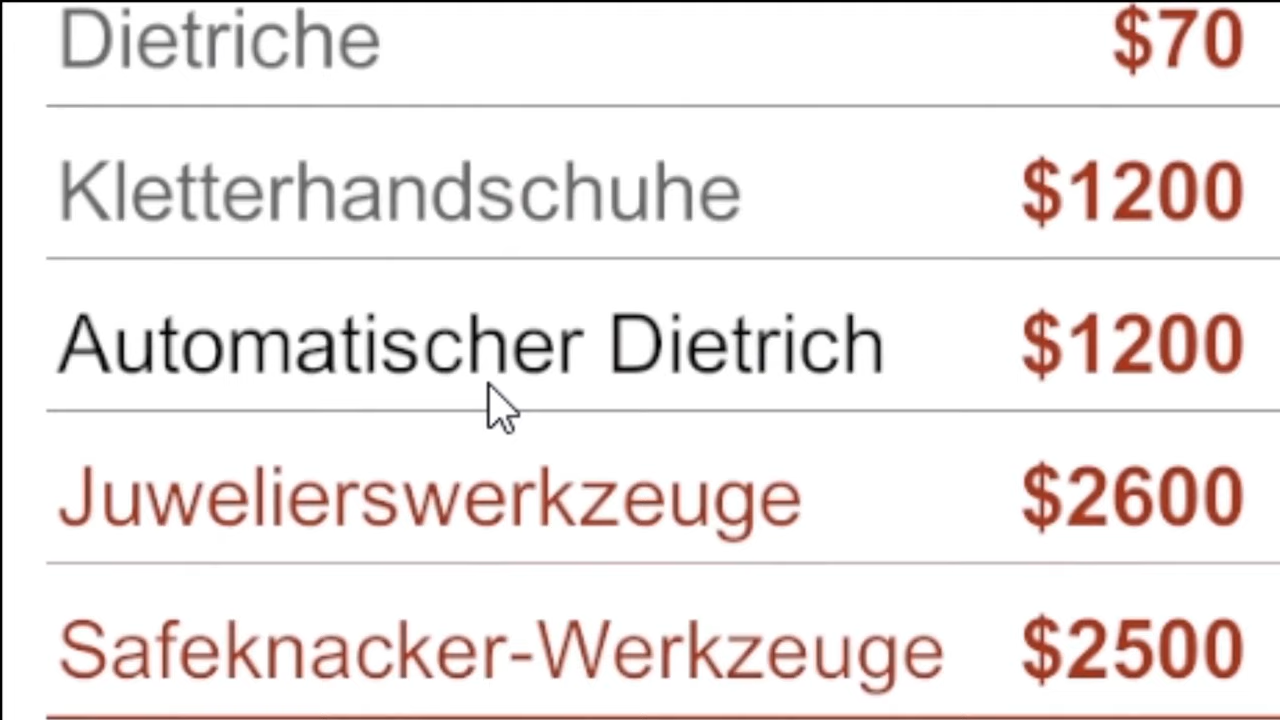 Dietriche $70
Kletterhandschuhe $1200
Automatischer Dietrich $1200
Juwelierswerkzeuge $2600
Safeknacker-Werkzeuge $2500